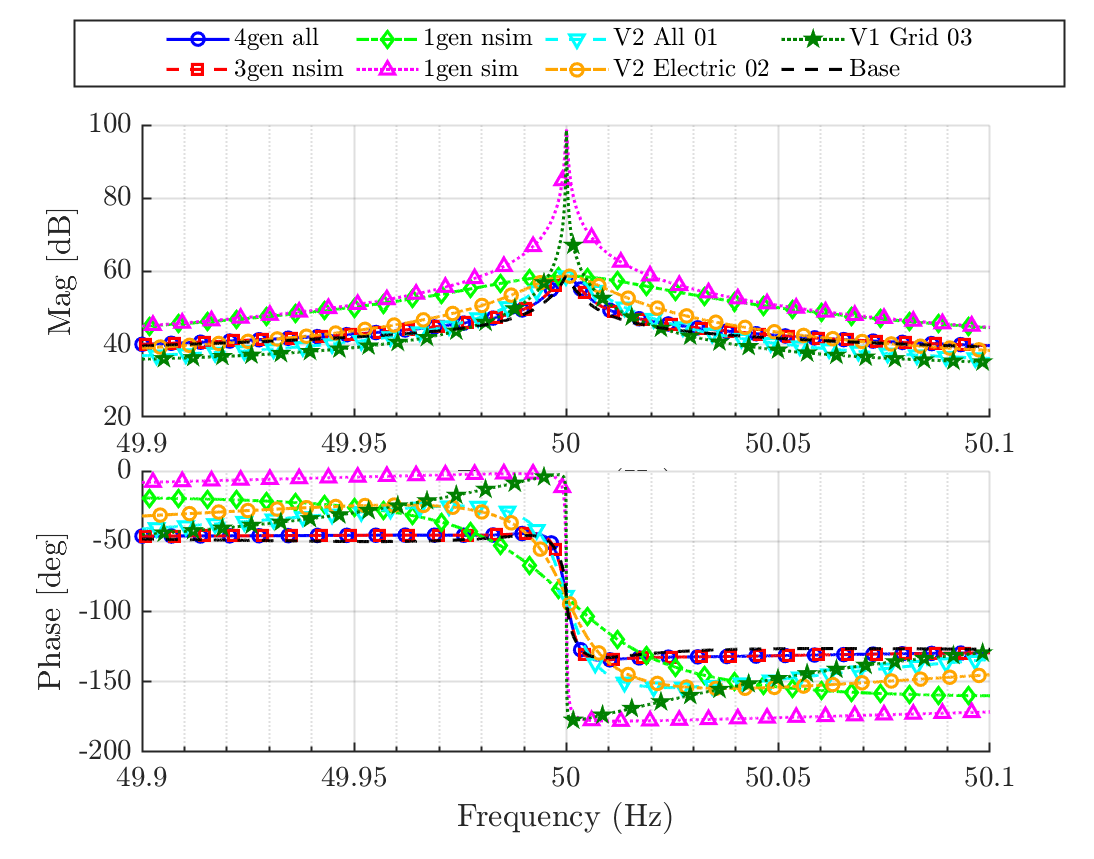 4gen all 1gen nsim V2 All 01 V1 Grid 03
3gen nsim 1gen sim V2 Electric 02 Base
100
80
60
40
20
Mag [dB]
49.9 49.95 50 50.05 50.1
0
-50
-100
-150
-200
Phase [deg]
49.9 49.95 50 50.05 50.1
Frequency (Hz)